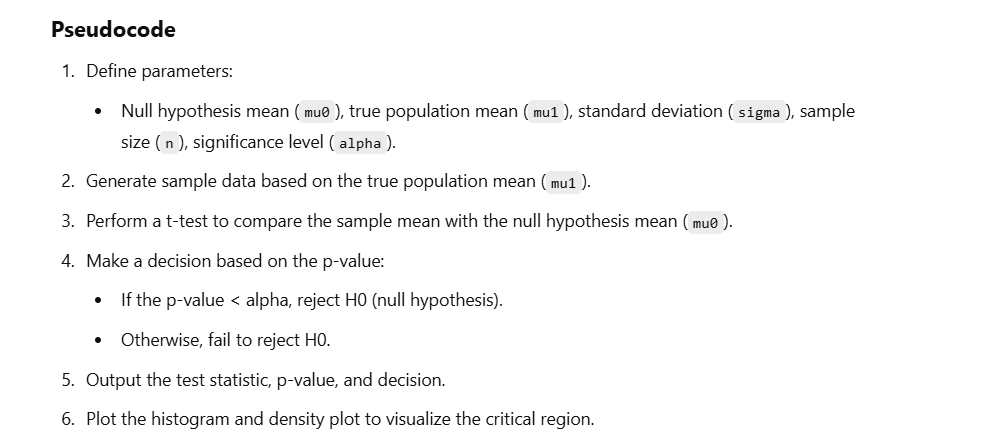 Pseudocode
1. Define parameters:
• Null hypothesis mean ( mu0 ), true population mean ( mu1 ), standard deviation ( sigma ), sample
size ( n ), significance level ( alpha ).
2. Generate sample data based on the true population mean ( mu1 ).
3. Perform a t-test to compare the sample mean with the null hypothesis mean ( mu0 ).
4. Make a decision based on the p-value:
• If the p-value < alpha, reject H0 (null hypothesis).
• Otherwise, fail to reject H0.
5. Output the test statistic, p-value, and decision.
6. Plot the histogram and density plot to visualize the critical region.